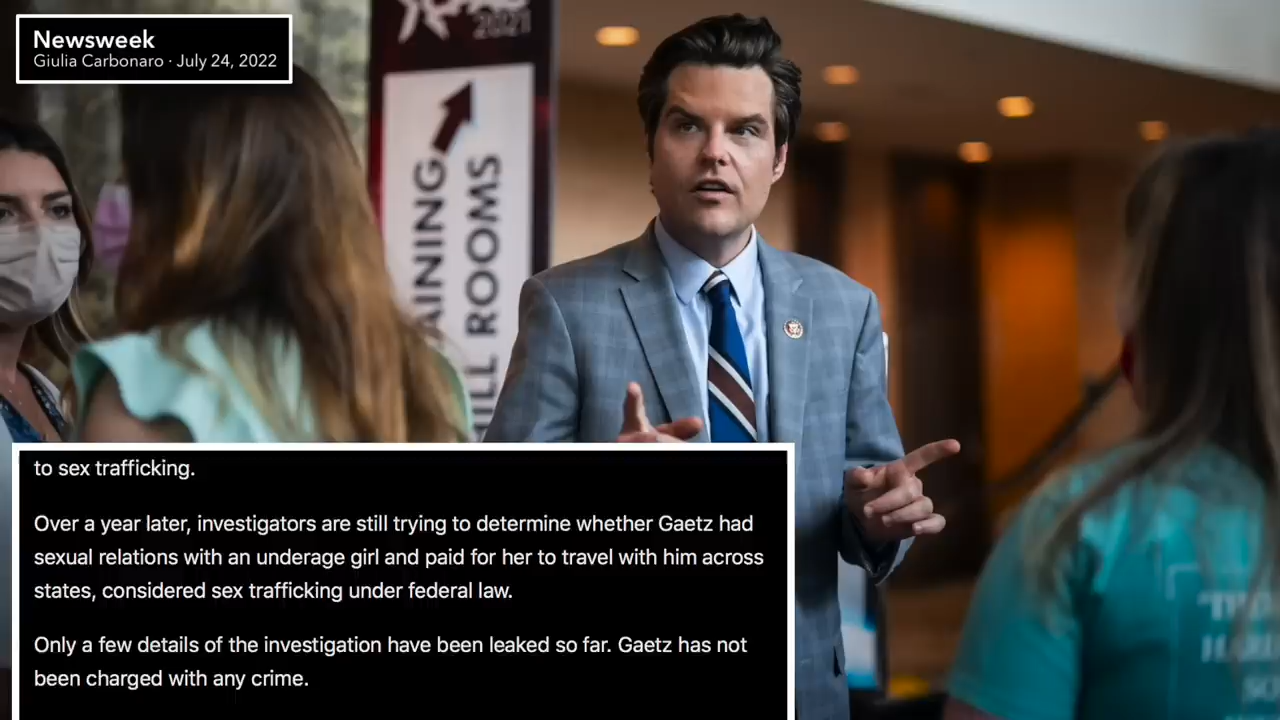 Newsweek
Giulia Carbonaro · July 24, 2022
2021
AINING
HILL ROOMS
to sex trafficking.
Over a year later, investigators are still trying to determine whether Gaetz had
sexual relations with an underage girl and paid for her to travel with him across
states, considered sex trafficking under federal law.
Only a few details of the investigation have been leaked so far. Gaetz has not
been charged with any crime.